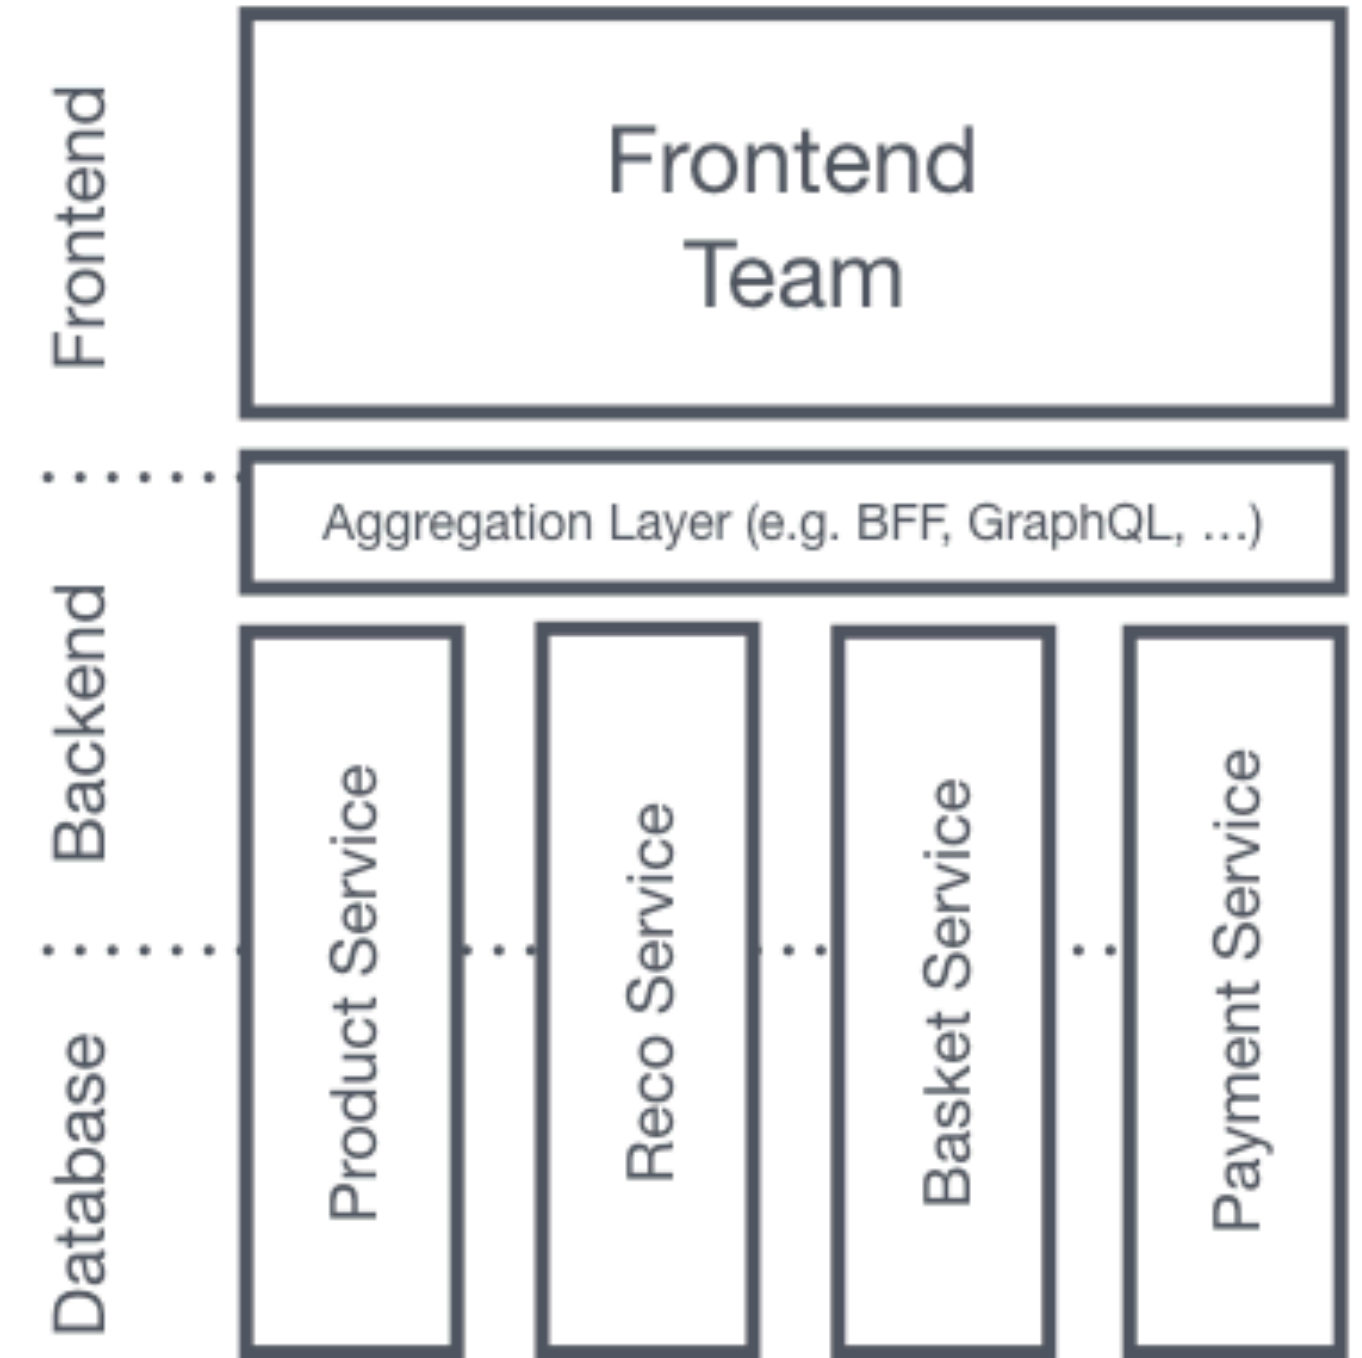 Frontend
Frontend
Team
Aggregation Layer (e.g. BFF, GraphQL, ...)
Backend
Product Service
Reco Service
Basket Service
Payment Service
Database